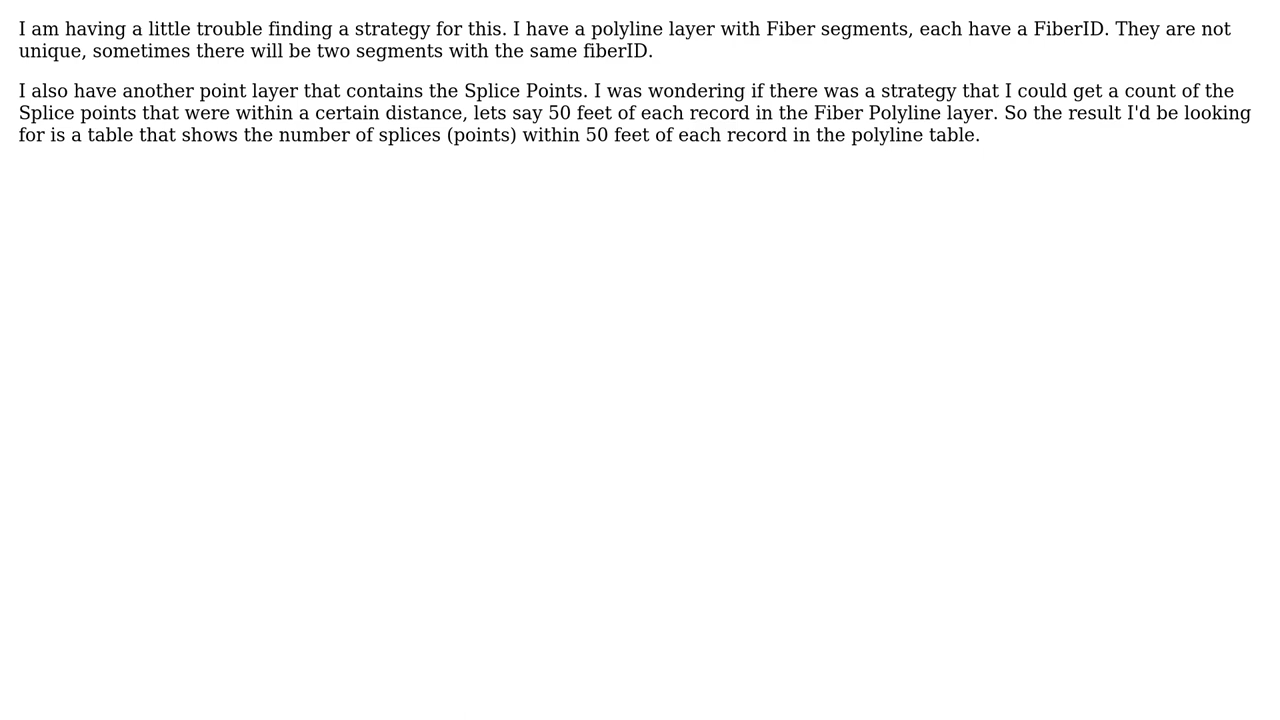 I am having a little trouble finding a strategy for this. I have a polyline layer with Fiber segments, each have a FiberID. They are not
unique, sometimes there will be two segments with the same fiberID.
I also have another point layer that contains the Splice Points. I was wondering if there was a strategy that I could get a count of the
Splice points that were within a certain distance, lets say 50 feet of each record in the Fiber Polyline layer. So the result I'd be looking
for is a table that shows the number of splices (points) within 50 feet of each record in the polyline table.